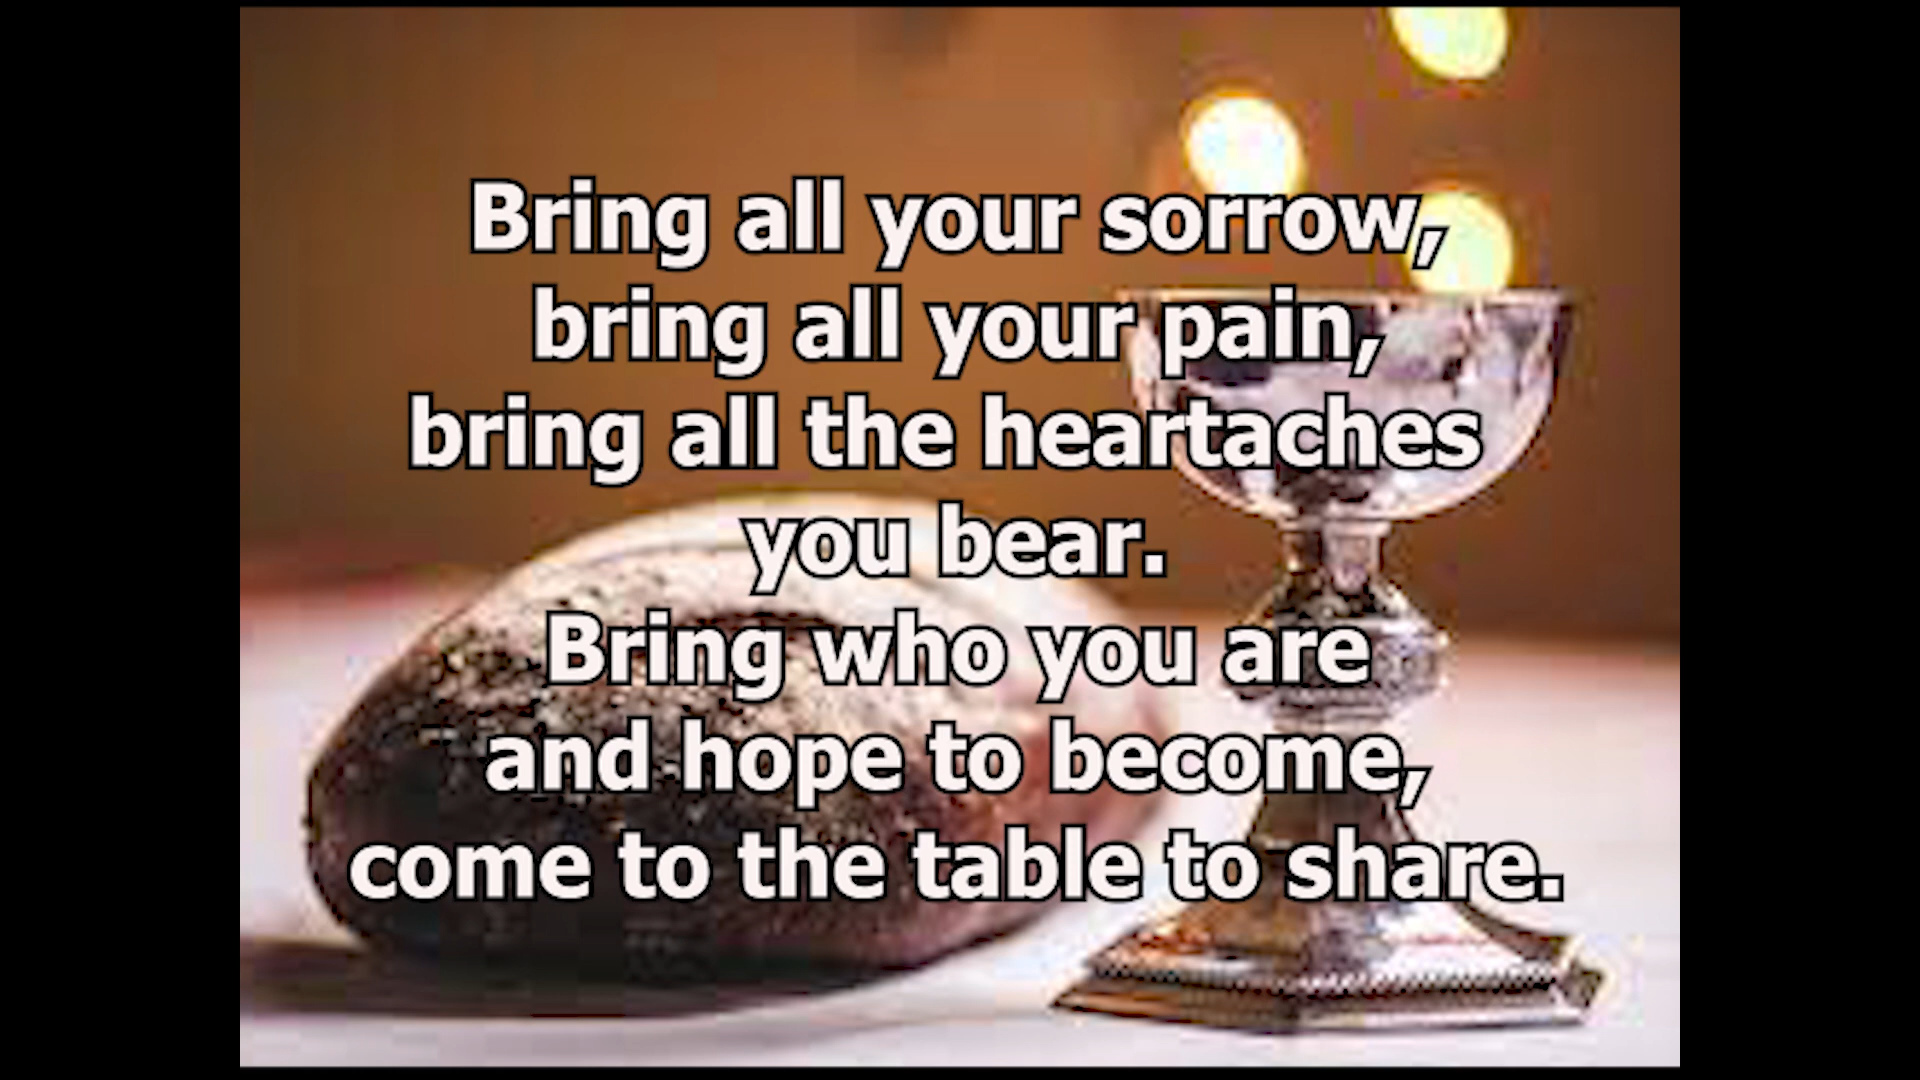 Bring all your sorrow,
bring all your pain,
bring all the heartaches
you bear.
Bring who you are
and hope to become,
come to the table to share.